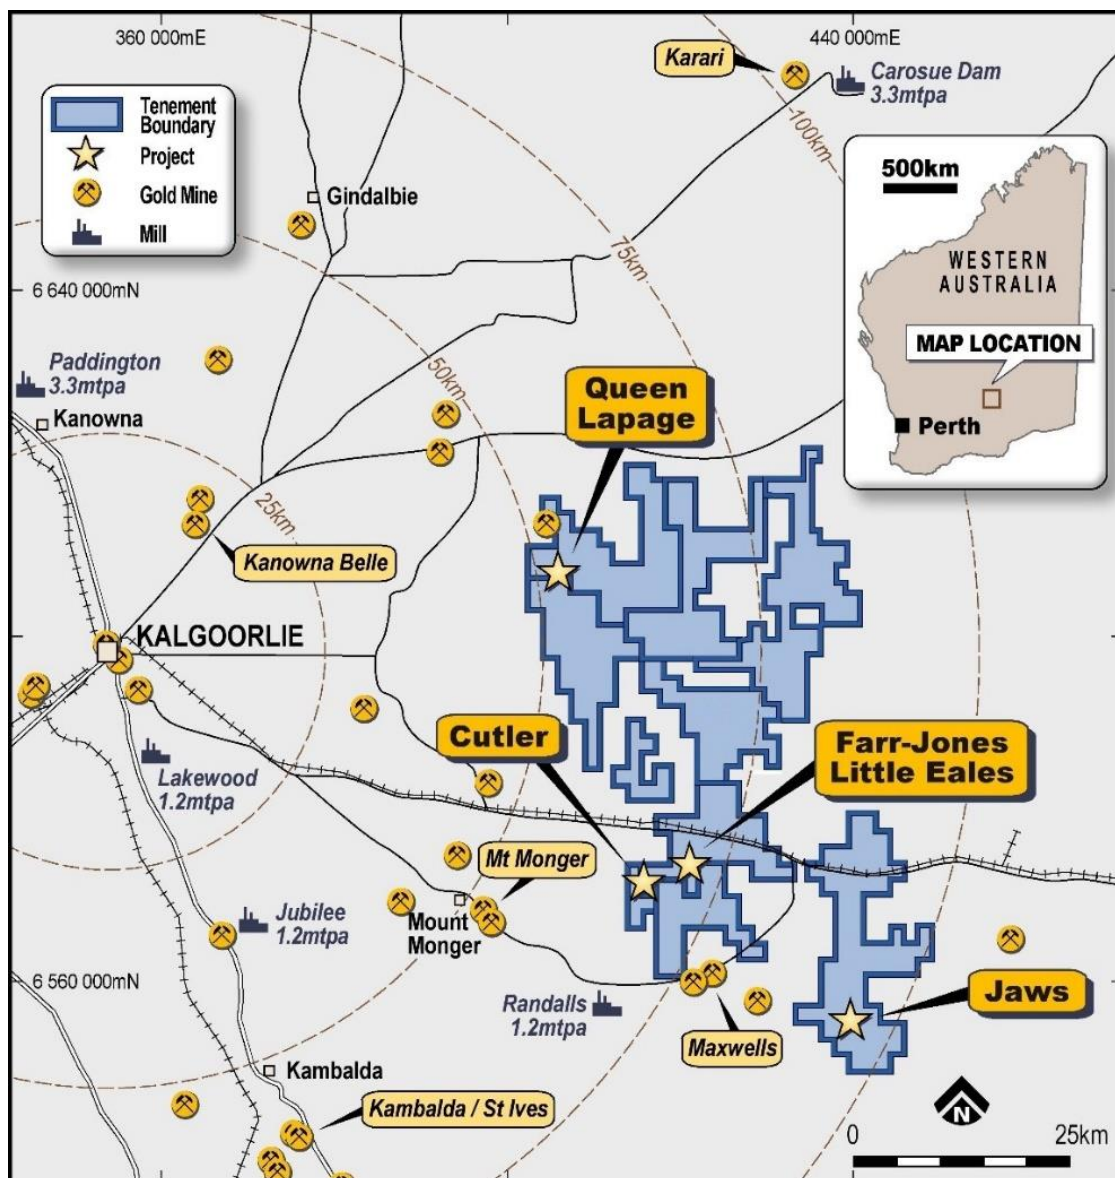 360 000mE
440 000mE
Karari
Carosue Dam
3.3mtpa
Tenement
Boundary
Project
Gold Mine
Mill
100km
500km
WESTERN
AUSTRALIA
MAP LOCATION
Perth
Gindalbie
75km
6 640 000mN
Paddington
3.3mtpa
Kanowna
50km
Queen
Lapage
25km
Kanowna Belle
KALGOORLIE
Cutler
Farr-Jones
Little Eales
Lakewood
1.2mtpa
Mt Monger
Mount
Monger
Jubilee
1.2mtpa
6 560 000mN
Randalls
1.2mtpa
Maxwells
Jaws
Kambalda
Kambalda / St Ives
N
0
25km